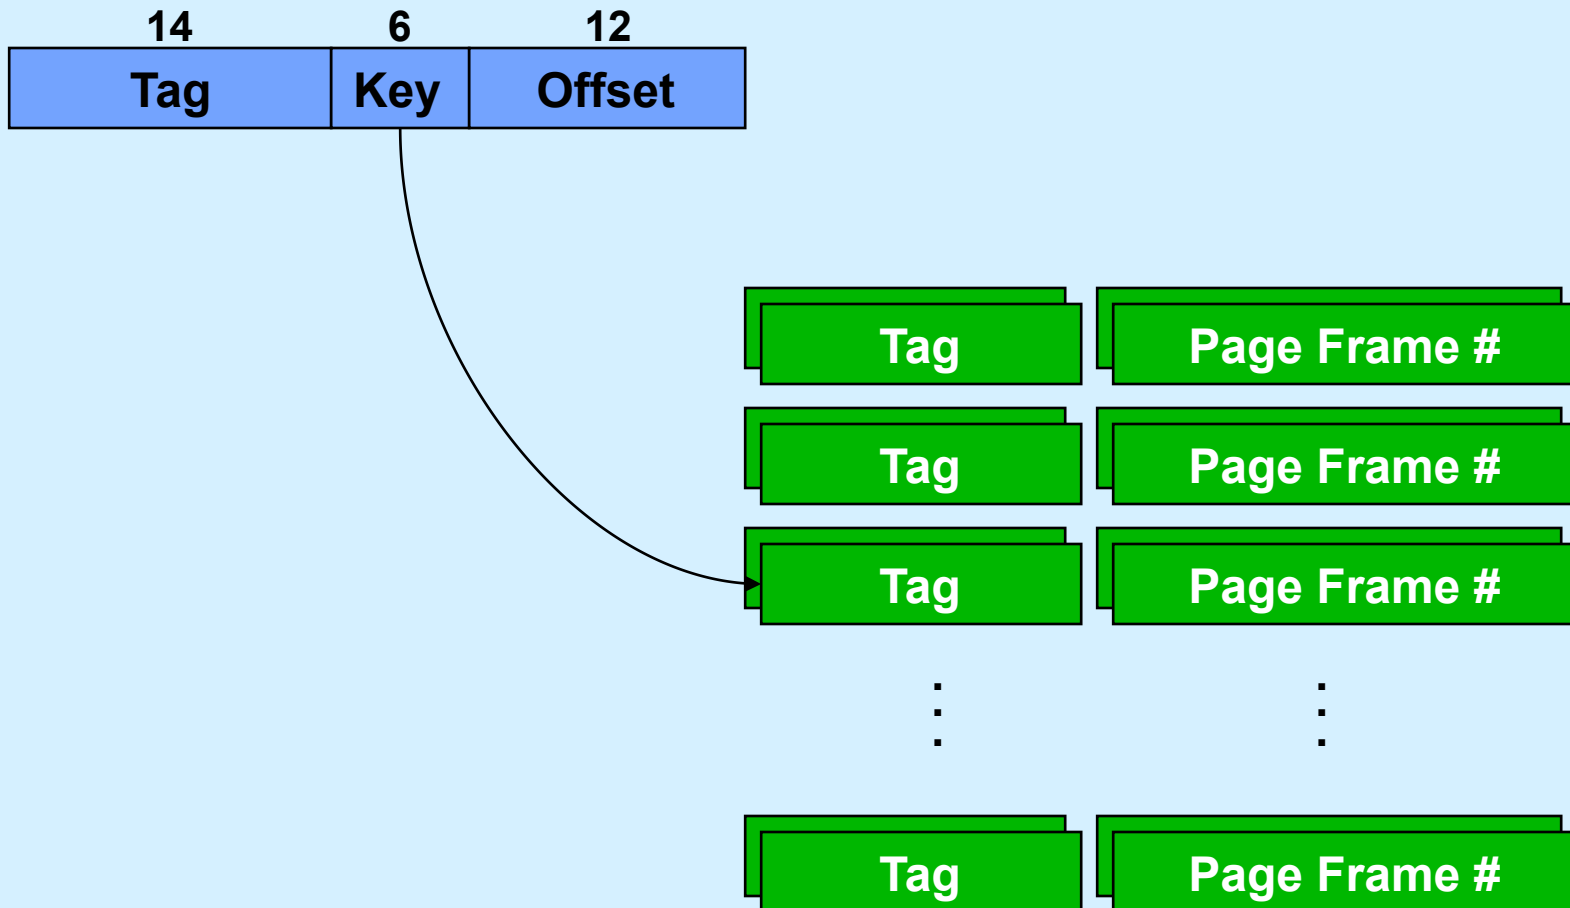 14 6 12
Tag Key Offset
Tag Page Frame #
Tag Page Frame #
Tag Page Frame #
. .
. .
. .
Tag Page Frame #